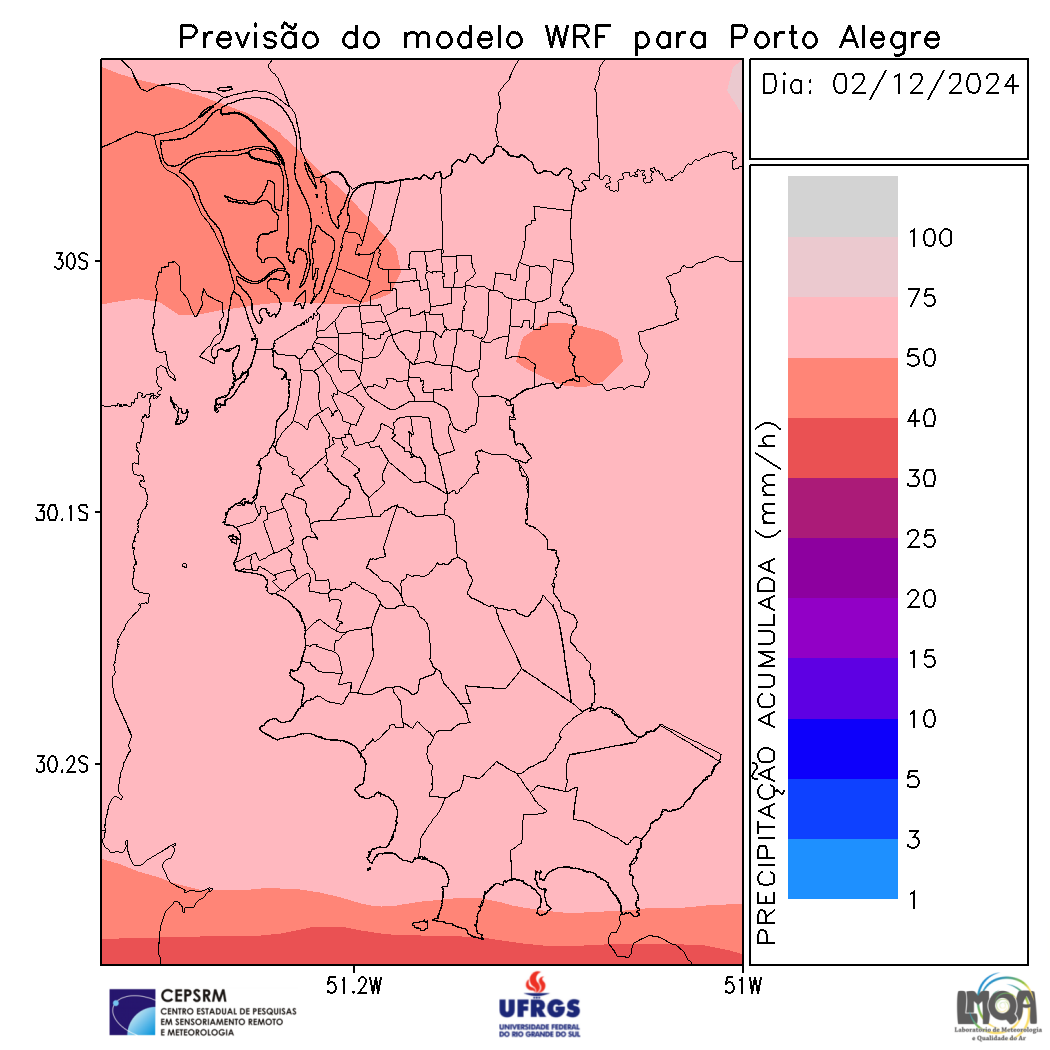 Previsão do modelo WRF para Porto Alegre
Dia: 02/12/2024
30S
30.1S
30.2S
51.2W
51W
PRECIPITAÇÃO ACUMULADA (mm/h)
100
75
50
40
30
25
20
15
10
5
3
1
CEPSRM
CENTRO ESTADUAL DE PESQUISAS
EM SENSORIAMENTO REMOTO
E METEOROLOGIA
UFRGS
UNIVERSIDADE FEDERAL
DO RIO GRANDE DO SUL
LMQA
Laboratório de Meteorologia
e Qualidade do Ar